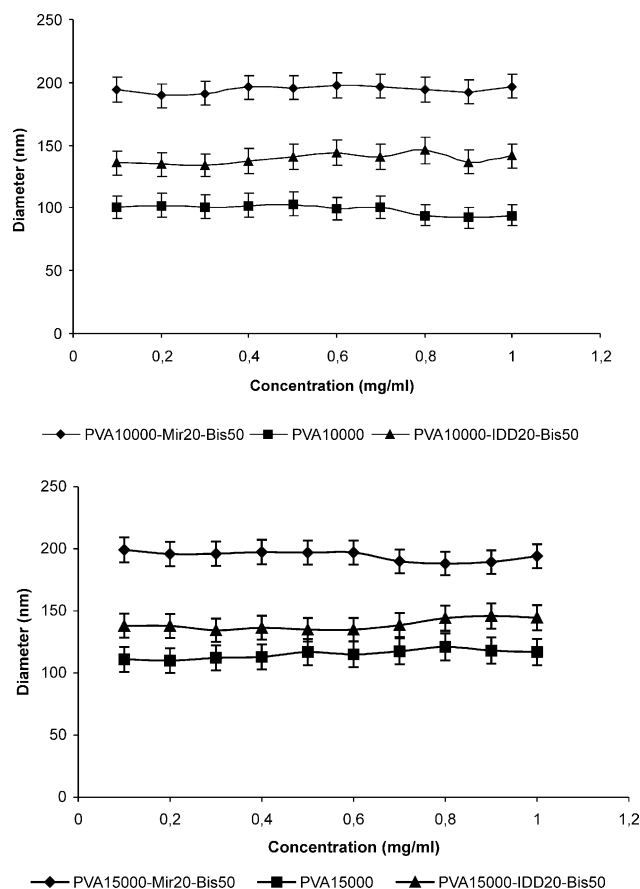 250
200
150
100
50
0
Diameter (nm)
0 0,2 0,4 0,6 0,8 1 1,2
Concentration (mg/ml)
PVA10000-Mir20-Bis50 PVA10000 PVA10000-IDD20-Bis50
250
200
150
100
50
0
Diameter (nm)
0 0,2 0,4 0,6 0,8 1 1,2
Concentration (mg/ml)
PVA15000-Mir20-Bis50 PVA15000 PVA15000-IDD20-Bis50